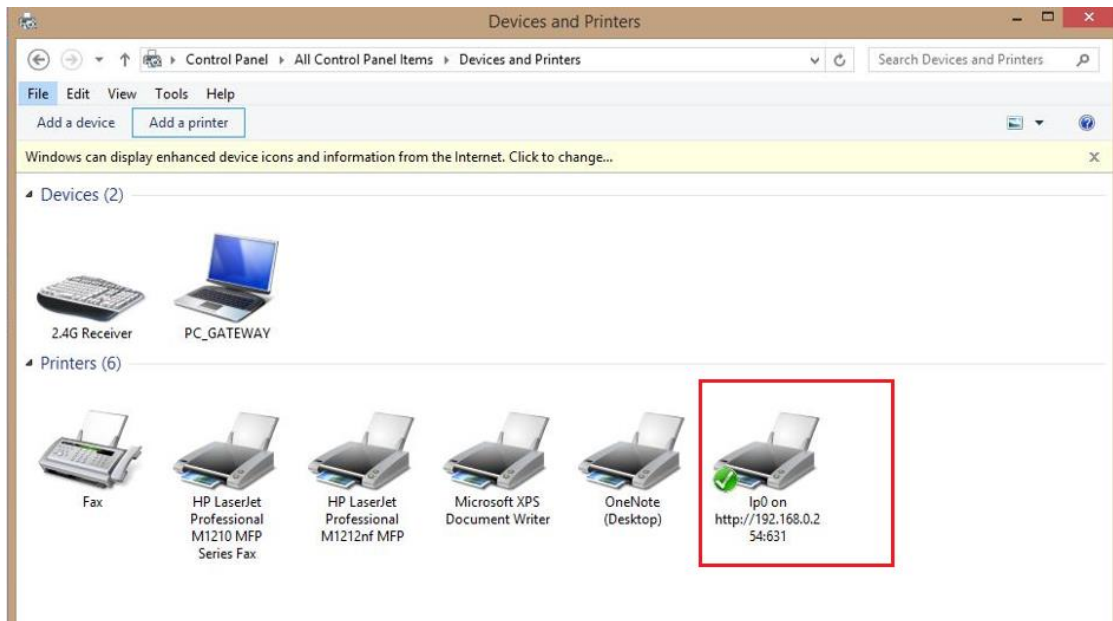 Devices and Printers
Control Panel All Control Panel Items Devices and Printers
Search Devices and Printers
File Edit View Tools Help
Add a device Add a printer
Windows can display enhanced device icons and information from the Internet. Click to change...
Devices (2)
2.4G Receiver
PC_GATEWAY
Printers (6)
Fax
HP LaserJet
Professional
M1210 MFP
Series Fax
HP LaserJet
Professional
M1212nf MFP
Microsoft XPS
Document Writer
OneNote
(Desktop)
lp0 on
http://192.168.0.2
54:631